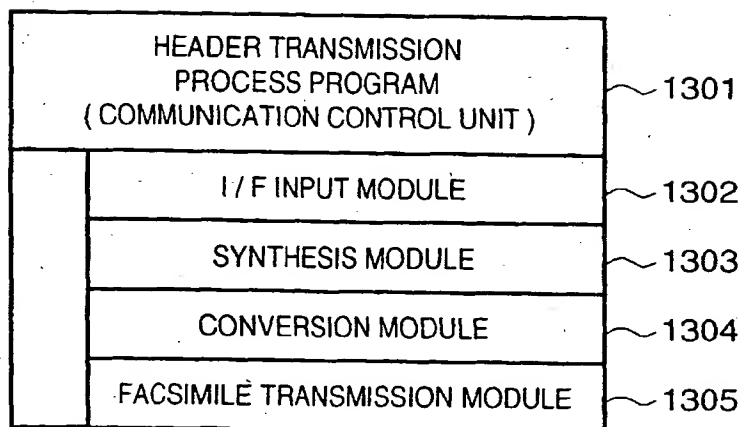 HEADER TRANSMISSION
PROCESS PROGRAM
( COMMUNICATION CONTROL UNIT )
1301
I / F INPUT MODULE
1302
SYNTHESIS MODULE
1303
CONVERSION MODULE
1304
FACSIMILE TRANSMISSION MODULE
1305